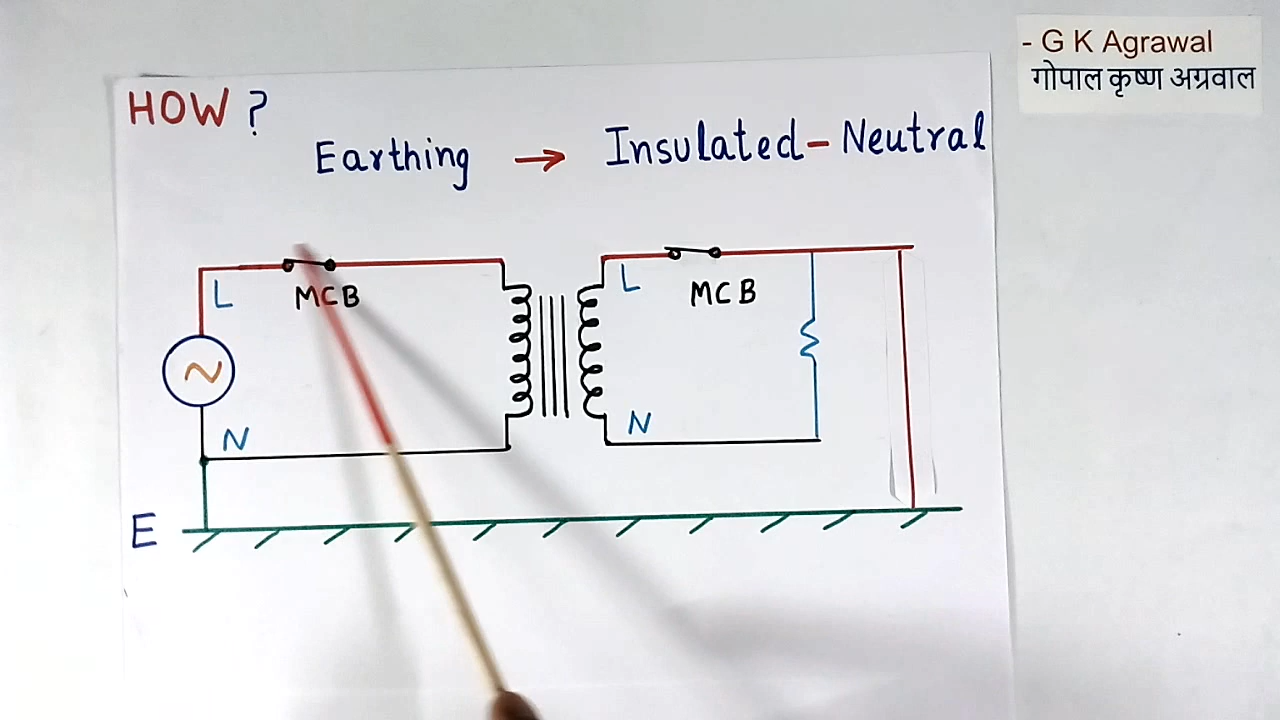 - G K Agrawal
गोपाल कृष्ण अग्रवाल
HOW ?
Earthing → Insulated-Neutral
L
MCB
L
MCB
N
N
E